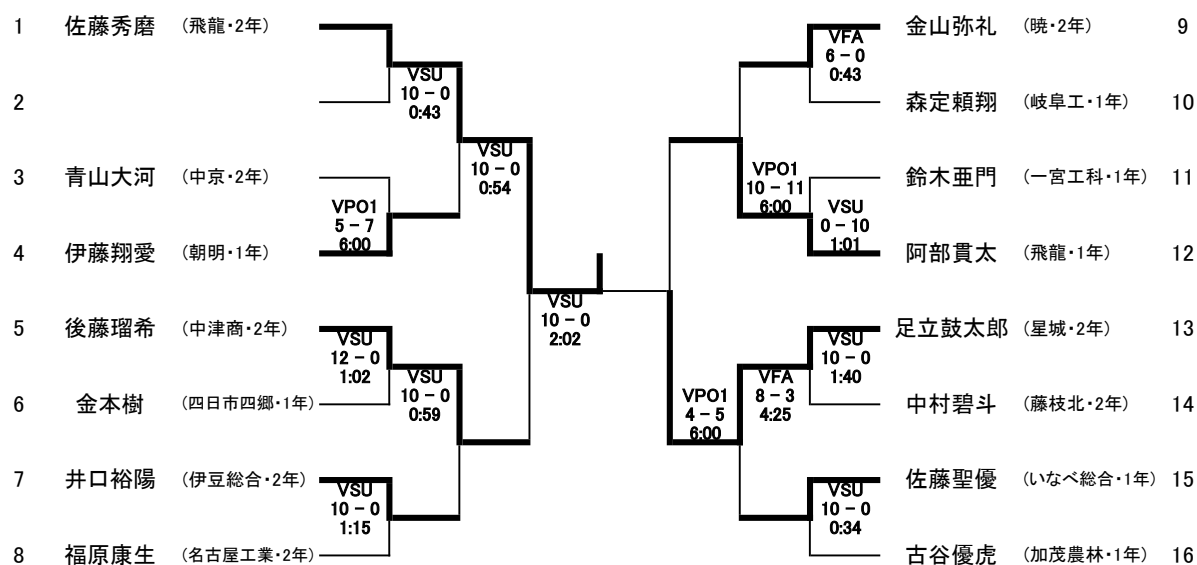 1 佐藤秀磨 (飛龍・2年)
2
3 青山大河 (中京・2年)
4 伊藤翔愛 (朝明・1年)
5 後藤瑠希 (中津商・2年)
6 金本樹 (四日市四郷・1年)
7 井口裕陽 (伊豆総合・2年)
8 福原康生 (名古屋工業・2年)
VPO1
5 - 7
6:00
VSU
12 - 0
1:02
VSU
10 - 0
1:15
VSU
10 - 0
0:43
VSU
10 - 0
0:59
VSU
10 - 0
0:54
VSU
10 - 0
2:02
VPO1
4 - 5
6:00
VPO1
10 - 11
6:00
VFA
8 - 3
4:25
VFA
6 - 0
0:43
VSU
0 - 10
1:01
VSU
10 - 0
1:40
VSU
10 - 0
0:34
金山弥礼 (暁・2年) 9
森定頼翔 (岐阜工・1年) 10
鈴木亜門 (一宮工科・1年) 11
阿部貫太 (飛龍・1年) 12
足立鼓太郎 (星城・2年) 13
中村碧斗 (藤枝北・2年) 14
佐藤聖優 (いなべ総合・1年) 15
古谷優虎 (加茂農林・1年) 16